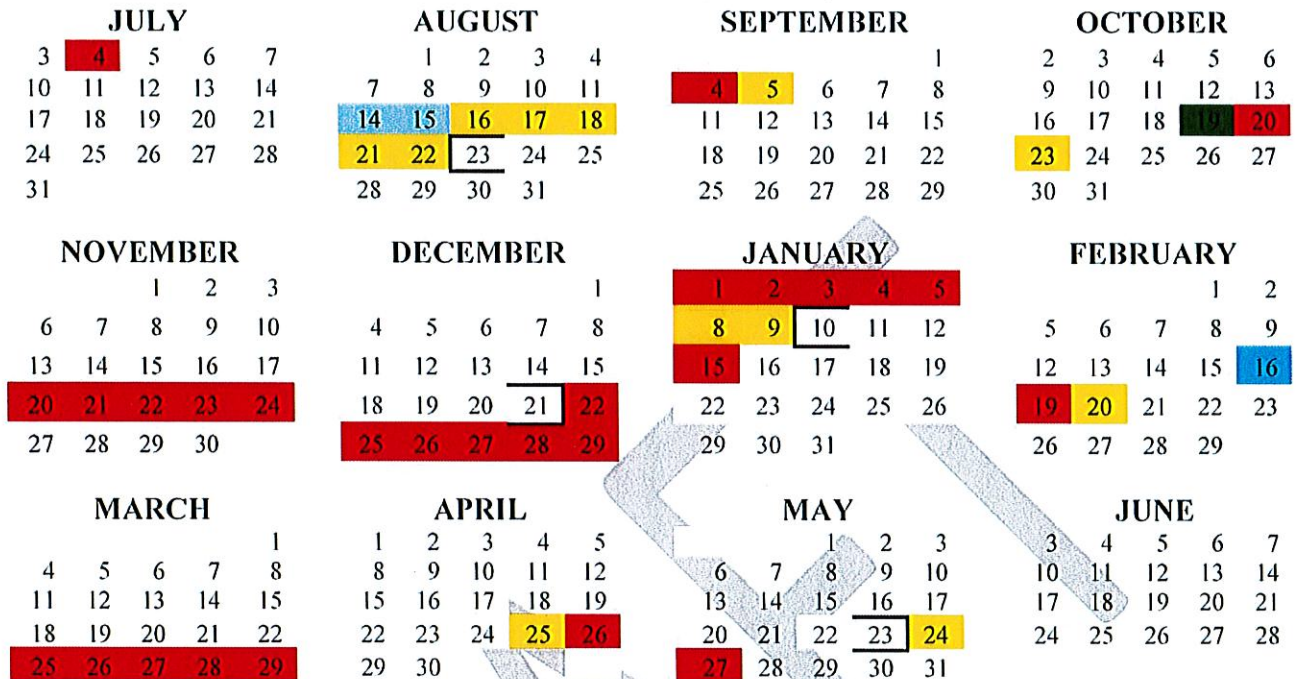 JULY AUGUST SEPTEMBER OCTOBER
3 4 5 6 7 1 2 3 4 1 2 3 4 5 6
10 11 12 13 14 7 8 9 10 11 4 5 6 7 8 9 10 11 12 13
17 18 19 20 21 14 15 16 17 18 11 12 13 14 15 16 17 18 19 20
24 25 26 27 28 21 22 23 24 25 18 19 20 21 22 23 24 25 26 27
31 28 29 30 31 25 26 27 28 29 30 31
NOVEMBER DECEMBER JANUARY FEBRUARY
1 2 3 1 1 2 3 4 5 1 2
6 7 8 9 10 4 5 6 7 8 8 9 10 11 12 5 6 7 8 9
13 14 15 16 17 11 12 13 14 15 15 16 17 18 19 12 13 14 15 16
20 21 22 23 24 18 19 20 21 22 22 23 24 25 26 19 20 21 22 23
27 28 29 30 25 26 27 28 29 29 30 31 26 27 28 29
MARCH APRIL MAY JUNE
1 1 2 3 4 5 1 2 3 3 4 5 6 7
4 5 6 7 8 8 9 10 11 12 6 7 8 9 10 10 11 12 13 14
11 12 13 14 15 15 16 17 18 19 13 14 15 16 17 17 18 19 20 21
18 19 20 21 22 22 23 24 25 26 20 21 22 23 24 24 25 26 27 28
25 26 27 28 29 29 30 27 28 29 30 31